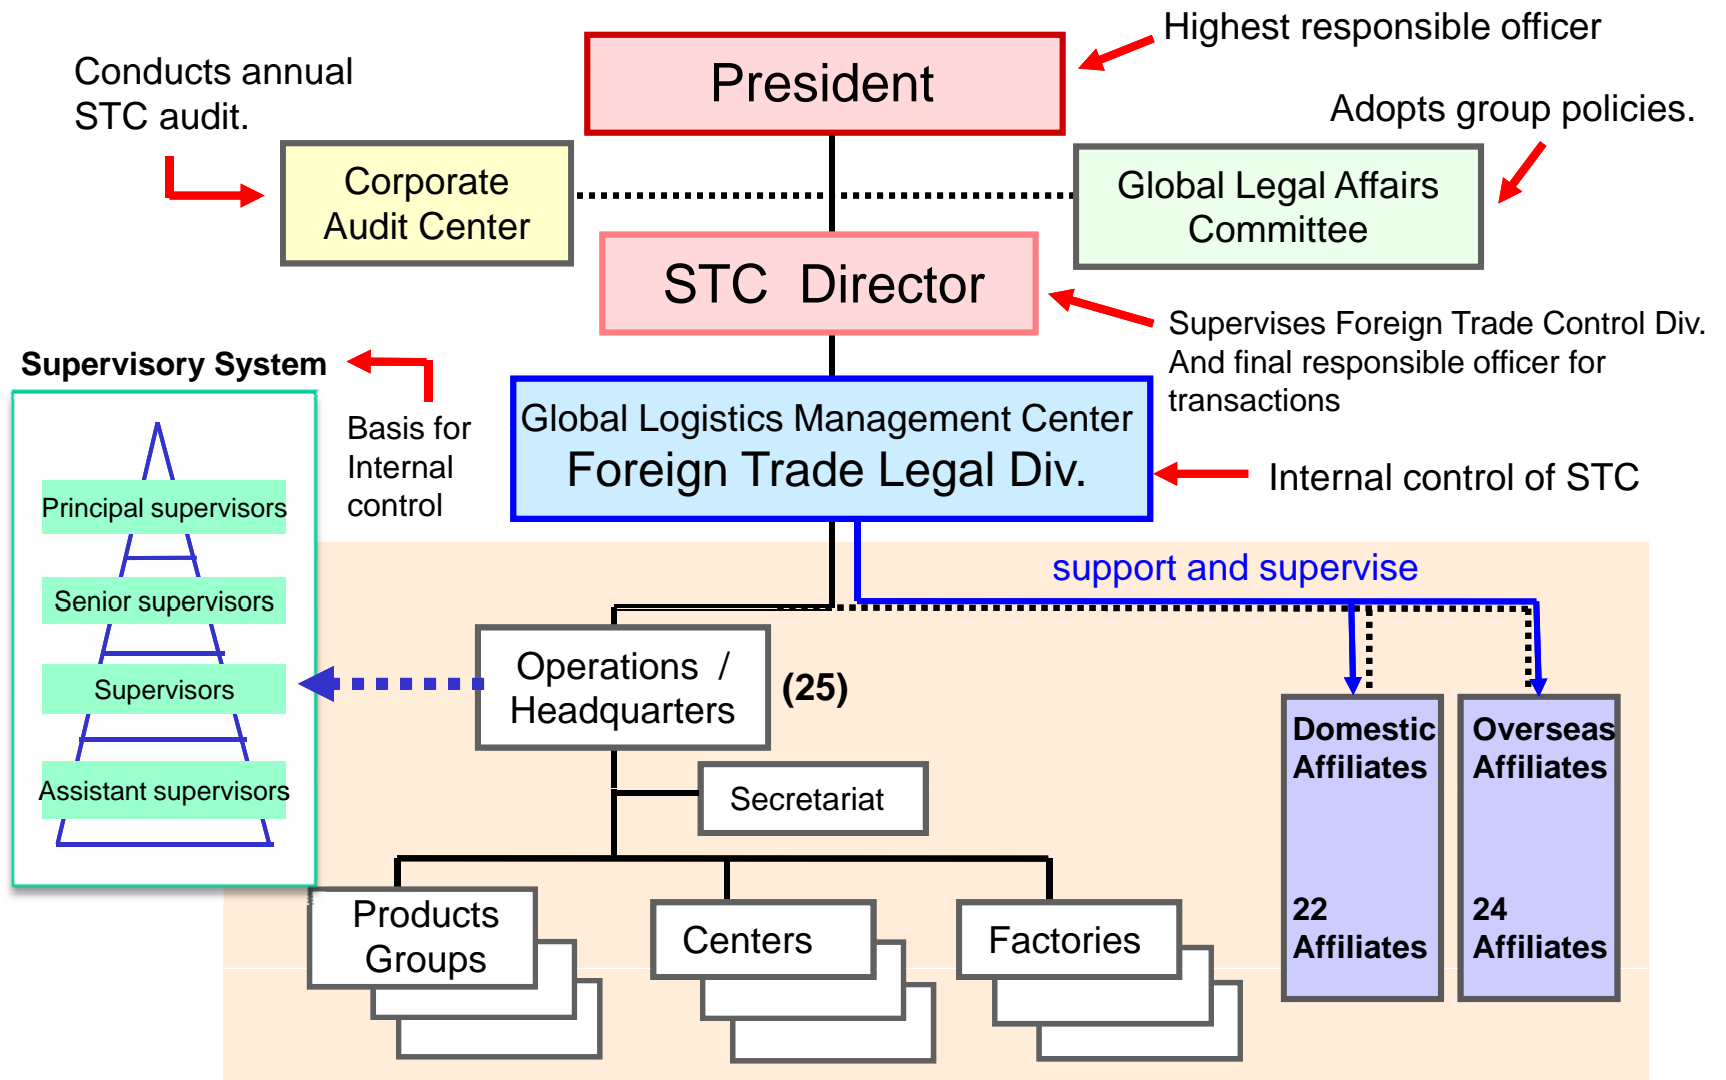 Highest responsible officer
President
Conducts annual
STC audit.
Adopts group policies.
Corporate
Audit Center
Global Legal Affairs
Committee
STC Director
Supervises Foreign Trade Control Div.
And final responsible officer for
transactions
Supervisory System
Basis for
Internal
control
Global Logistics Management Center
Foreign Trade Legal Div.
Internal control of STC
Principal supervisors
Senior supervisors
Supervisors
Assistant supervisors
support and supervise
Operations /
Headquarters
(25)
Secretariat
Domestic
Affiliates
22
Affiliates
Overseas
Affiliates
24
Affiliates
Products
Groups
Centers
Factories